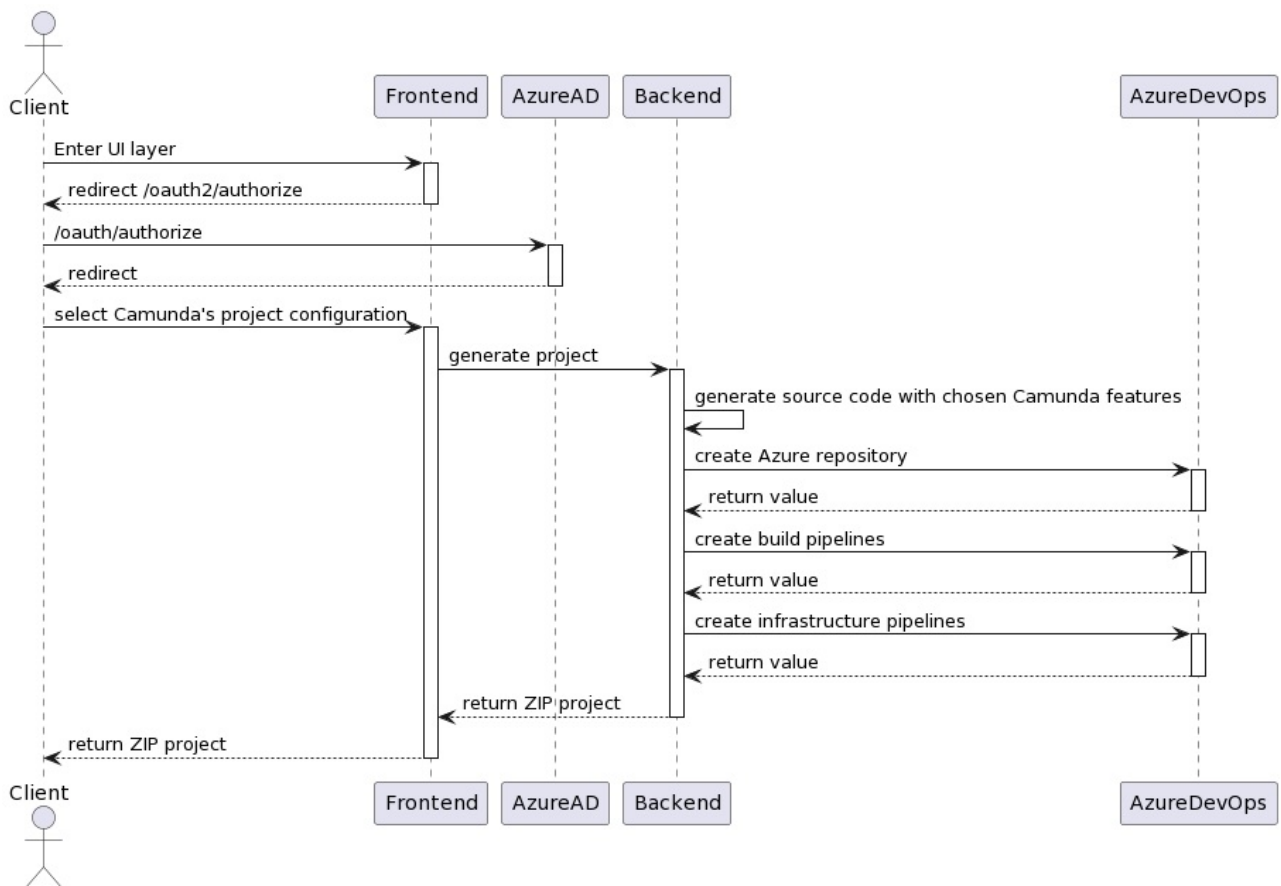 Client
Frontend
AzureAD
Backend
AzureDevOps
Enter UI layer
redirect /oauth2/authorize
/oauth/authorize
redirect
select Camunda's project configuration
generate project
generate source code with chosen Camunda features
create Azure repository
return value
create build pipelines
return value
create infrastructure pipelines
return value
return ZIP project
return ZIP project
Client
Frontend
AzureAD
Backend
AzureDevOps